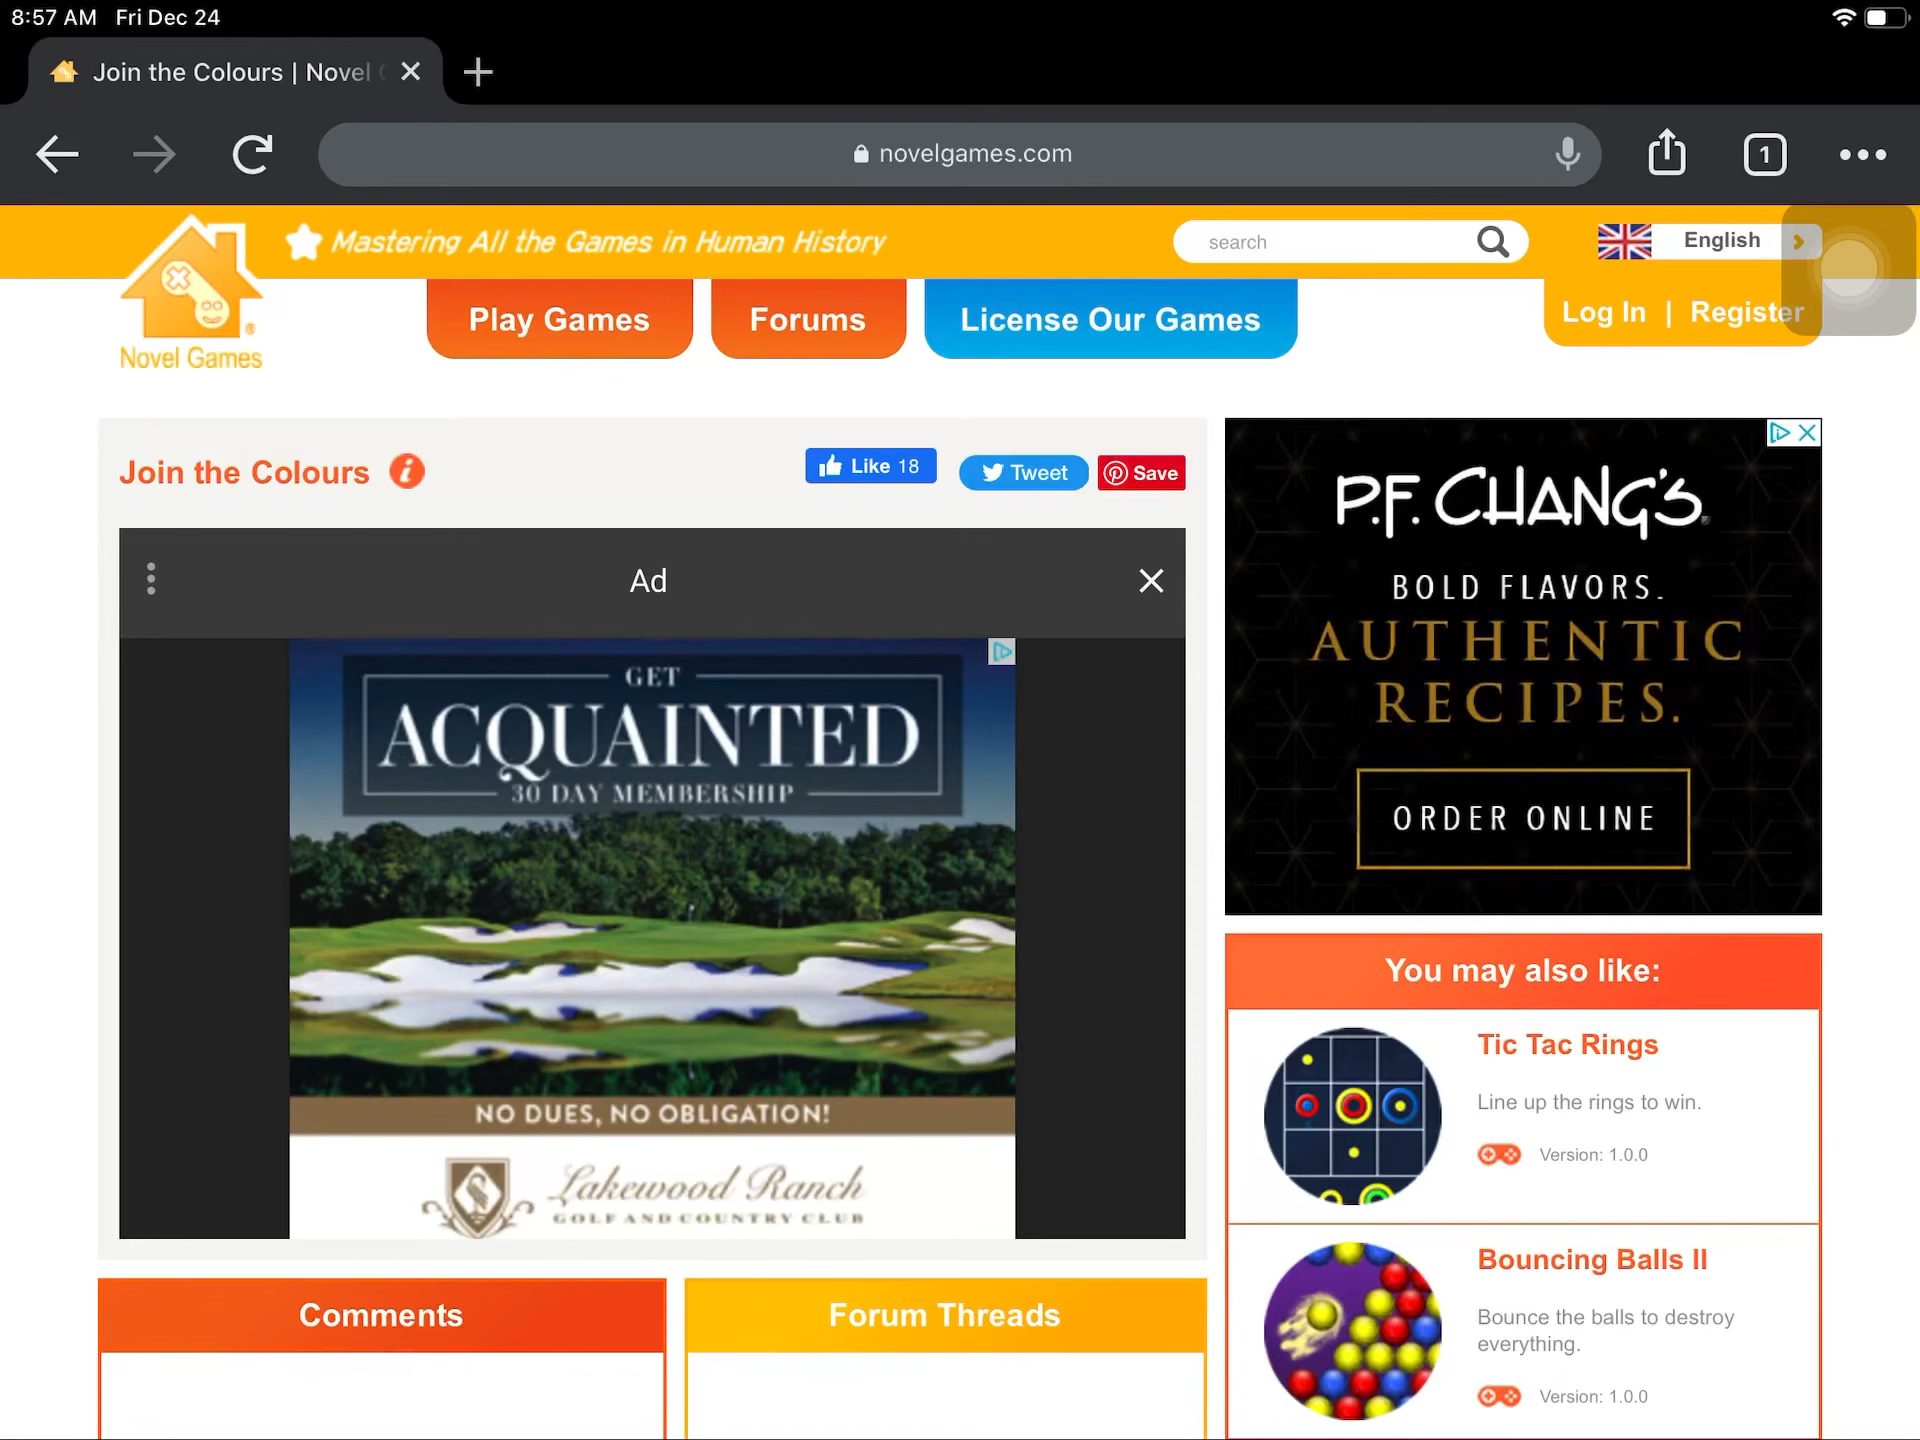 8:57 AM Fri Dec 24
Join the Colours | Novel
novelgames.com
1
Mastering All the Games in Human History
search
English
Novel Games
Play Games
Forums
License Our Games
Log In | Register
Join the Colours
Like 18
Tweet
Save
Ad
GET
ACQUAINTED
30 DAY MEMBERSHIP
NO DUES, NO OBLIGATION!
Lakewood Ranch
GOLF AND COUNTRY CLUB
P.F. CHANG'S
BOLD FLAVORS.
AUTHENTIC
RECIPES.
ORDER ONLINE
You may also like:
Tic Tac Rings
Line up the rings to win.
Version: 1.0.0
Bouncing Balls II
Bounce the balls to destroy
everything.
Version: 1.0.0
Comments
Forum Threads